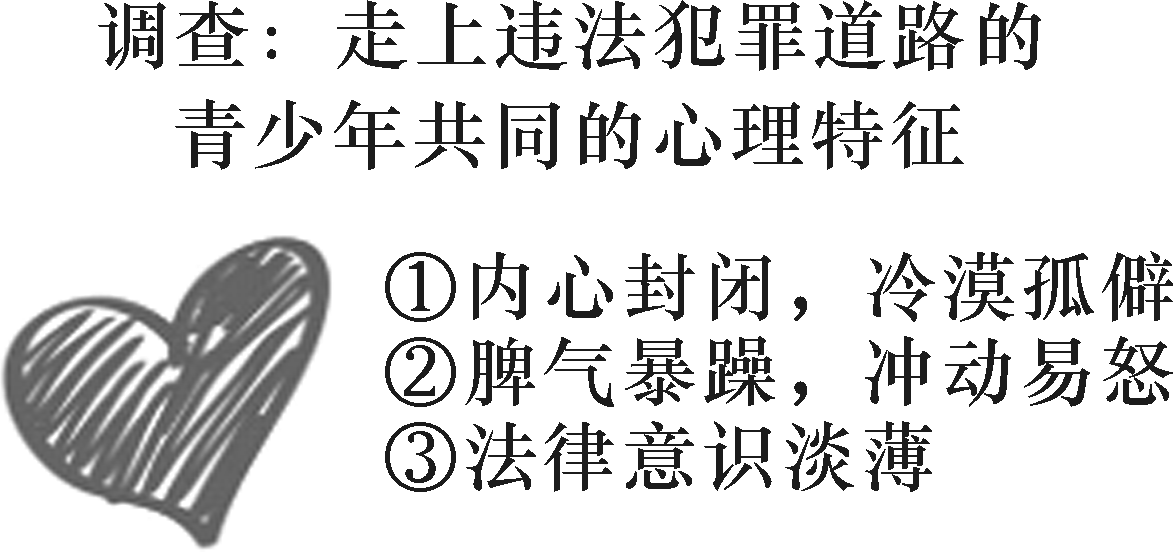 调查：走上违法犯罪道路的
青少年共同的心理特征
①内心封闭，冷漠孤僻
②脾气暴躁，冲动易怒
③法律意识淡薄